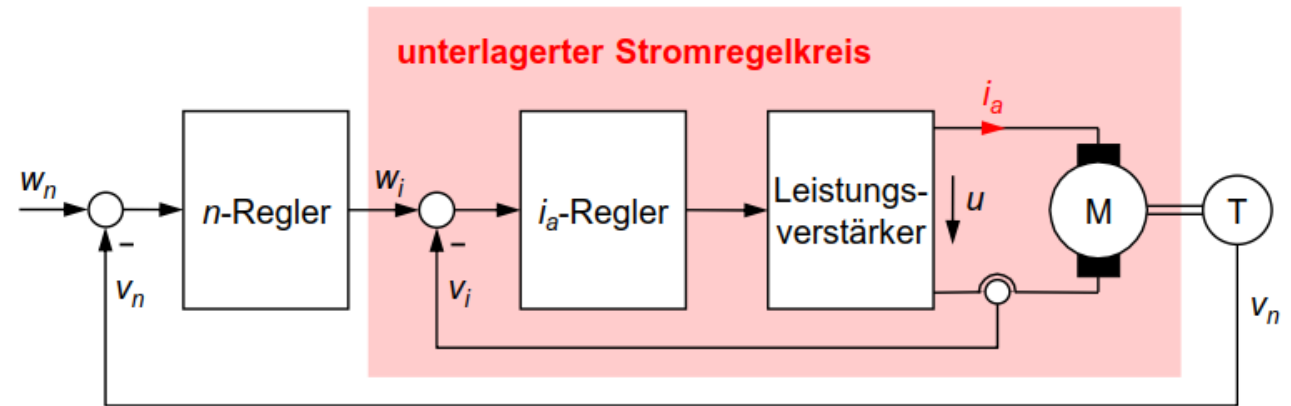 unterlagerter Stromregelkreis
i_a
w_n
n-Regler
w_i
i_a-Regler
Leistungs-
verstärker
u
M
T
-
v_n
-
v_i
v_n